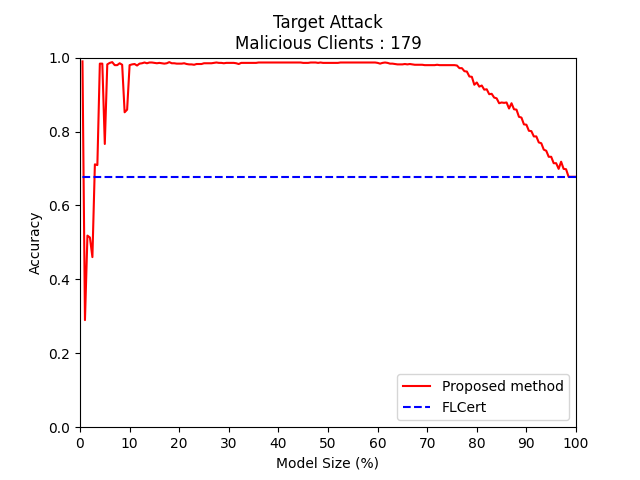 Target Attack
Malicious Clients : 179
1.0
0.8
0.6
0.4
0.2
0.0
Accuracy
0 10 20 30 40 50 60 70 80 90 100
Model Size (%)
Proposed method
FLCert